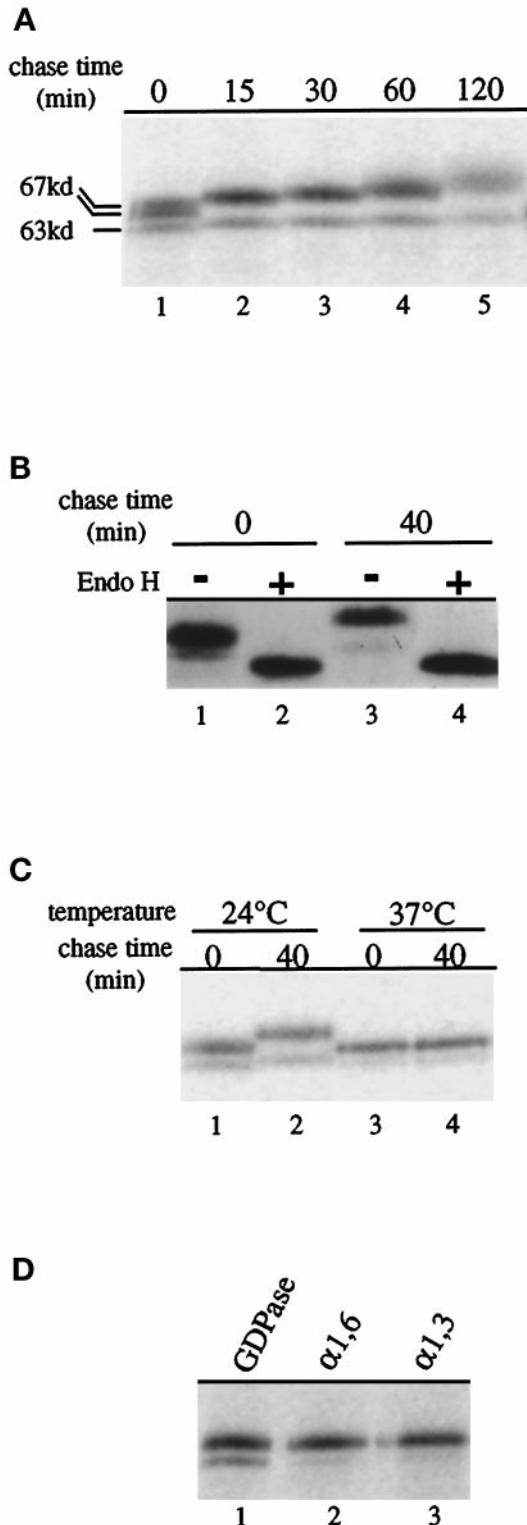 A
chase time (min) 0 15 30 60 120
67kd
63kd
1 2 3 4 5
B
chase time (min) 0 40
Endo H - + - +
1 2 3 4
C
temperature 24°C 37°C
chase time (min) 0 40 0 40
1 2 3 4
D
GDPase α1,6 α1,3
1 2 3